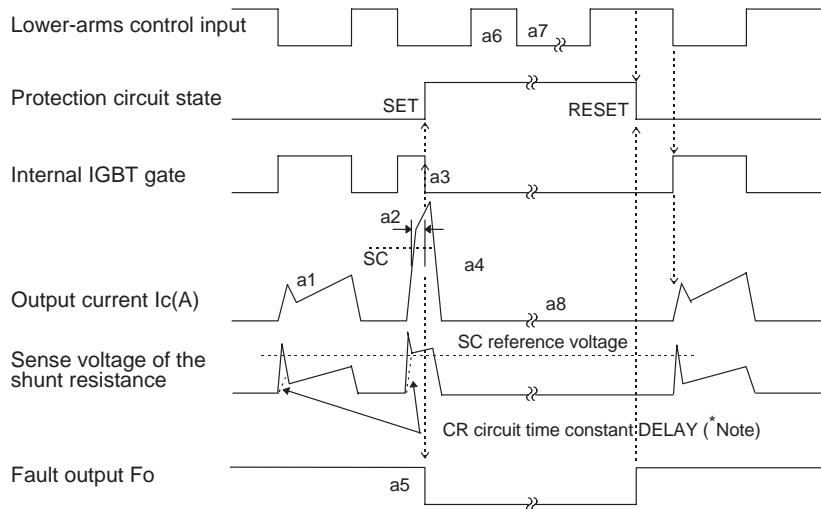 Lower-arms control input
a6
a7
Protection circuit state
SET
RESET
Internal IGBT gate
a3
a2
SC
a4
a1
a8
Output current Ic(A)
SC reference voltage
Sense voltage of the
shunt resistance
CR circuit time constant DELAY (*Note)
Fault output Fo
a5